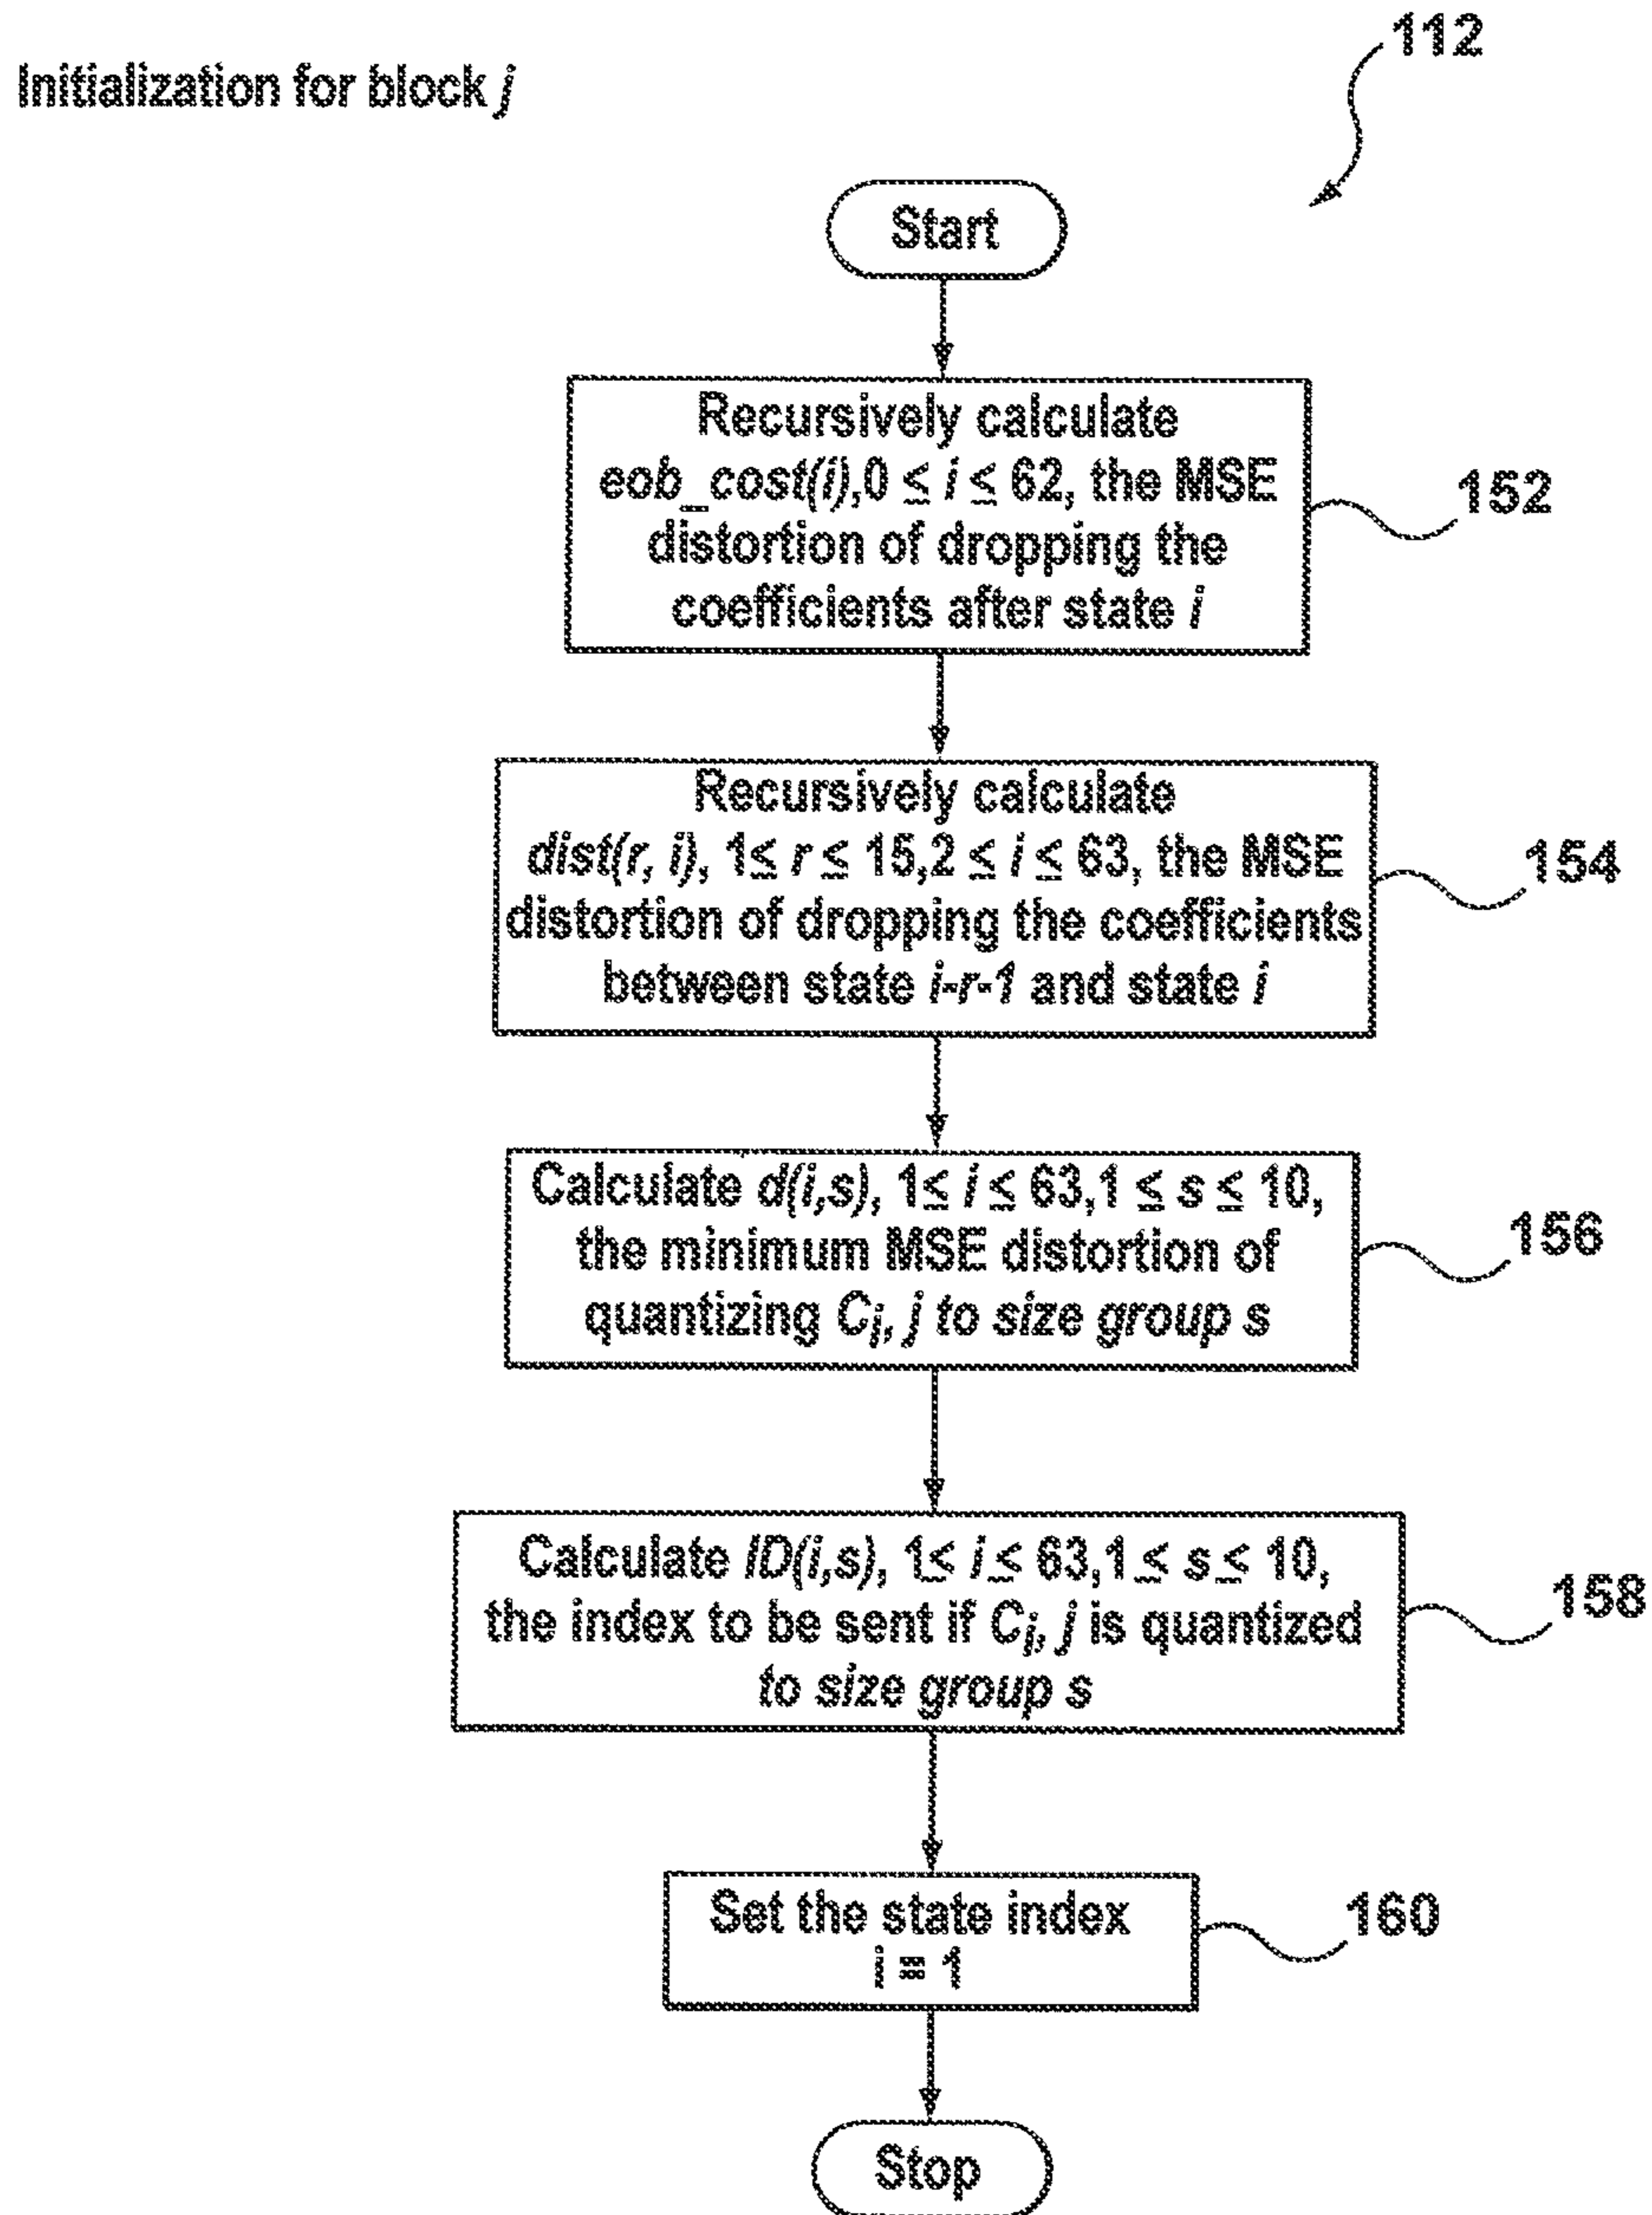 112
Initialization for block j
Start
Recursively calculate
eob_cost(i),0 ≤ i ≤ 62, the MSE
distortion of dropping the
coefficients after state i
152
Recursively calculate
dist(r, i), 1≤ r ≤ 15,2 ≤ i ≤ 63, the MSE
distortion of dropping the coefficients
between state i-r-1 and state i
154
Calculate d(i,s), 1≤ i ≤ 63,1 ≤ s ≤ 10,
the minimum MSE distortion of
quantizing Ci, j to size group s
156
Calculate ID(i,s), 1≤ i ≤ 63,1 ≤ s ≤ 10,
the index to be sent if Ci, j is quantized
to size group s
158
Set the state index
i = 1
160
Stop